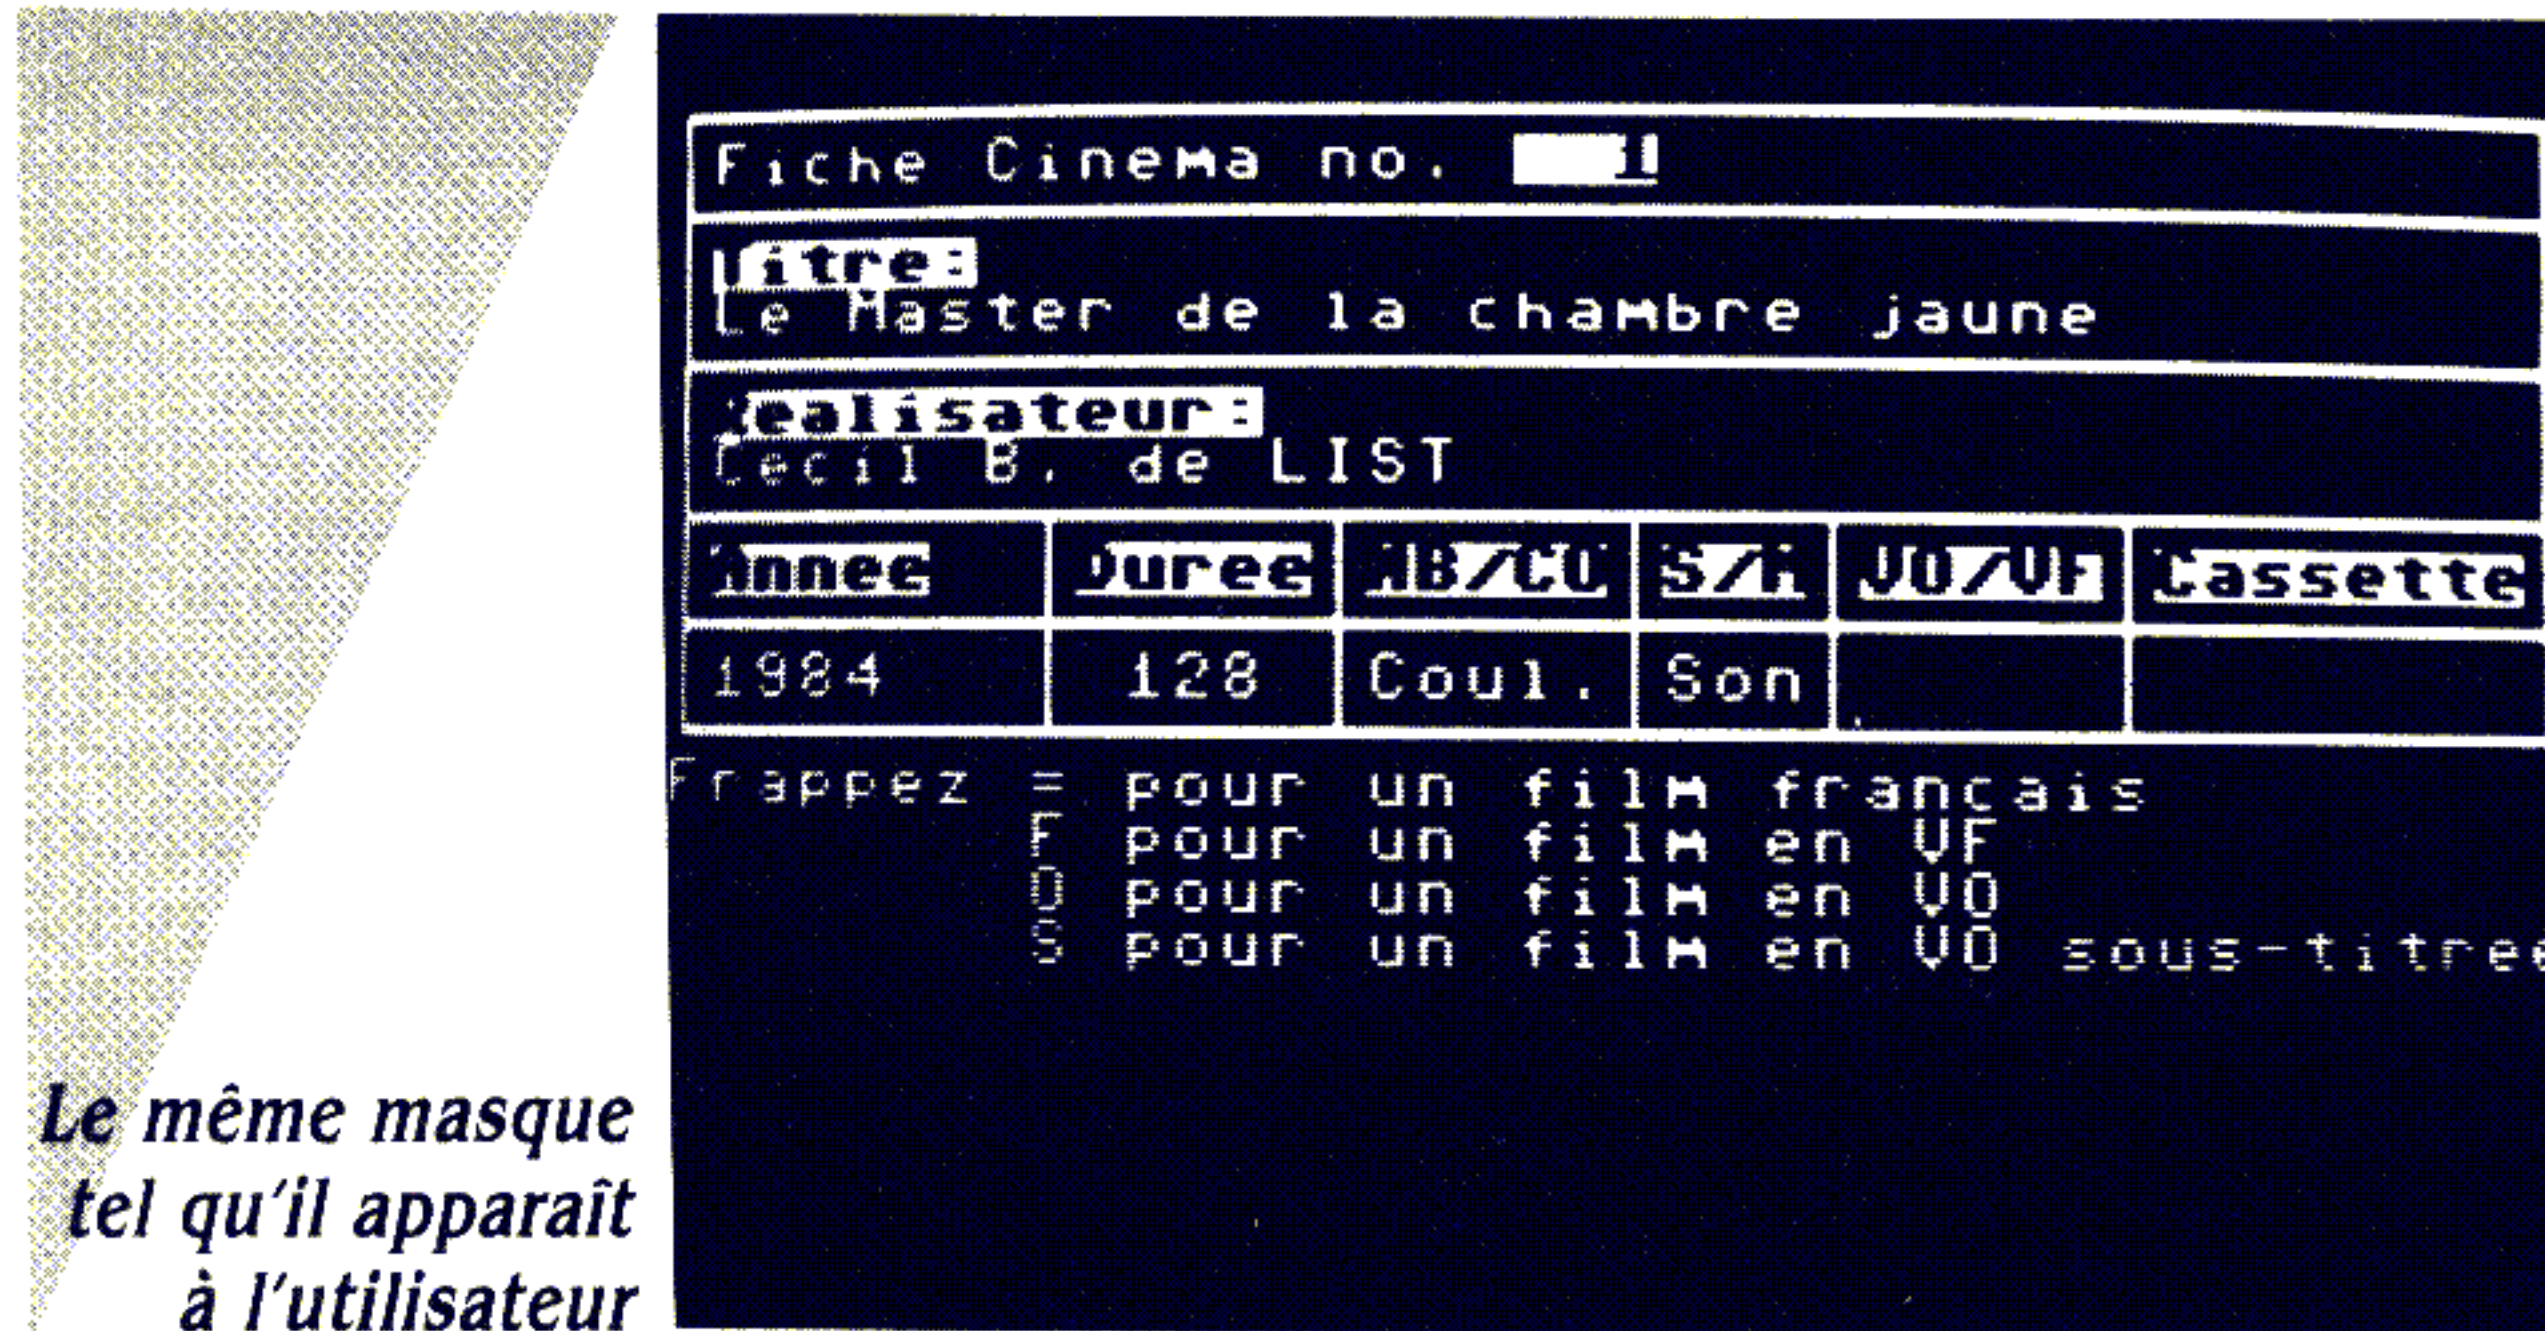 Fiche Cinema no. 1
Titre:
Le Master de la chambre jaune
Realisateur:
Cecil B. de LIST
Annee Duree NB/CO S/M VO/VF Cassette
1984 128 Coul. Son
Frappez = pour un film francais
F pour un film en VF
O pour un film en VO
S pour un film en VO sous-titree
Le même masque
tel qu'il apparaît
à l'utilisateur